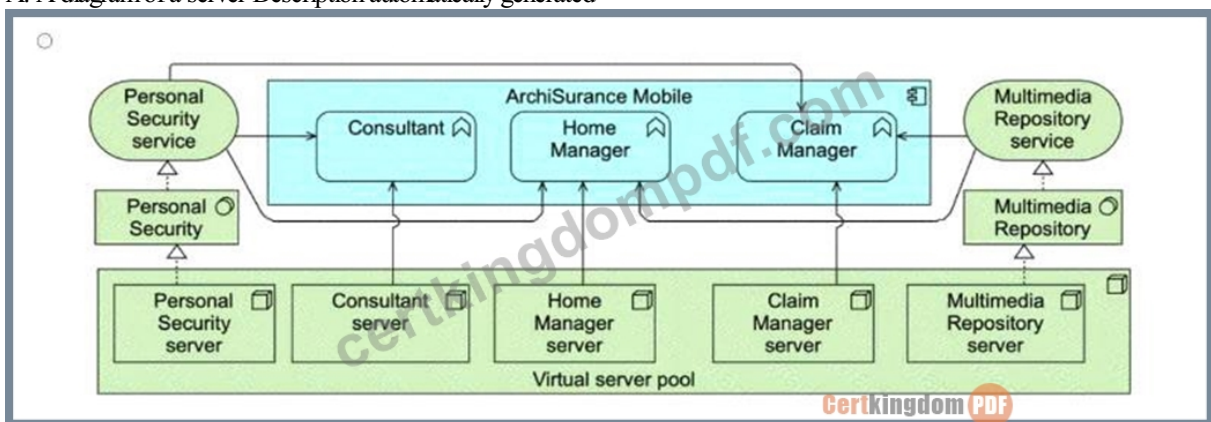 A. A diagram of a server Description automatically generated
ArchiSurance Mobile
Personal
Security
service
Consultant
Home
Manager
Claim
Manager
Multimedia
Repository
service
Personal
Security
Multimedia
Repository
Personal
Security
server
Consultant
server
Home
Manager
server
Claim
Manager
server
Multimedia
Repository
server
Virtual server pool
certkingdompdf.com
Certkingdom PDF